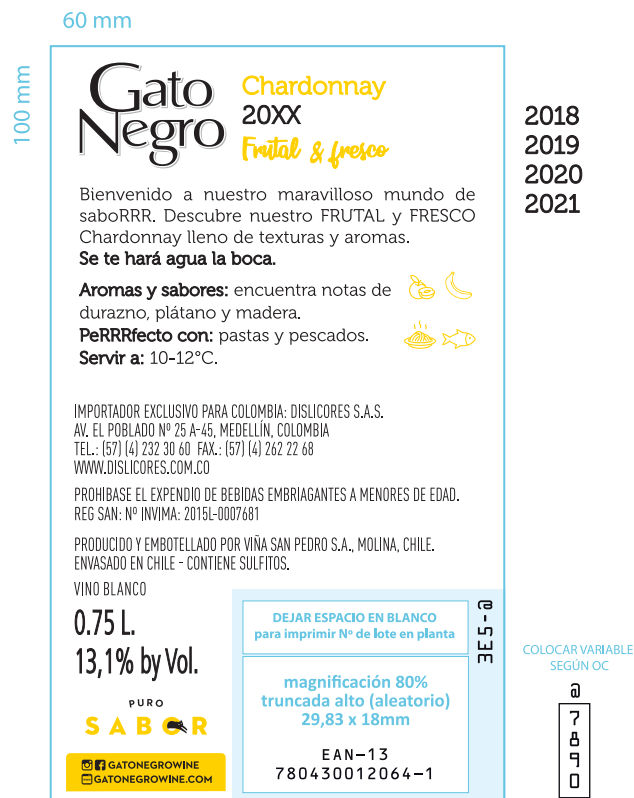 60 mm
100 mm
Gato
Negro
Chardonnay
20XX
Frutal & fresco
2018
2019
2020
2021
Bienvenido a nuestro maravilloso mundo de
saboRRR. Descubre nuestro FRUTAL y FRESCO
Chardonnay lleno de texturas y aromas.
Se te hará agua la boca.
Aromas y sabores: encuentra notas de
durazno, plátano y madera.
PeRRRfecto con: pastas y pescados.
Servir a: 10-12°C.
IMPORTADOR EXCLUSIVO PARA COLOMBIA: DISLICORES S.A.S.
AV. EL POBLADO Nº 25 A-45, MEDELLÍN, COLOMBIA
TEL.: (57) (4) 232 30 60 FAX.: (57) (4) 262 22 68
WWW.DISLICORES.COM.CO
PROHIBASE EL EXPENDIO DE BEBIDAS EMBRIAGANTES A MENORES DE EDAD.
REG SAN: Nº INVIMA: 2015L-0007681
PRODUCIDO Y EMBOTELLADO POR VIÑA SAN PEDRO S.A., MOLINA, CHILE.
ENVASADO EN CHILE - CONTIENE SULFITOS.
VINO BLANCO
0.75 L.
13,1% by Vol.
PURO
SABOR
GATONEGROWINE
GATONEGROWINE.COM
DEJAR ESPACIO EN BLANCO
para imprimir Nº de lote en planta
3E5-a
magnificación 80%
truncada alto (aleatorio)
29,83 x 18mm
EAN-13
780430012064-1
COLOCAR VARIABLE
SEGÚN OC
a
7
8
9
0